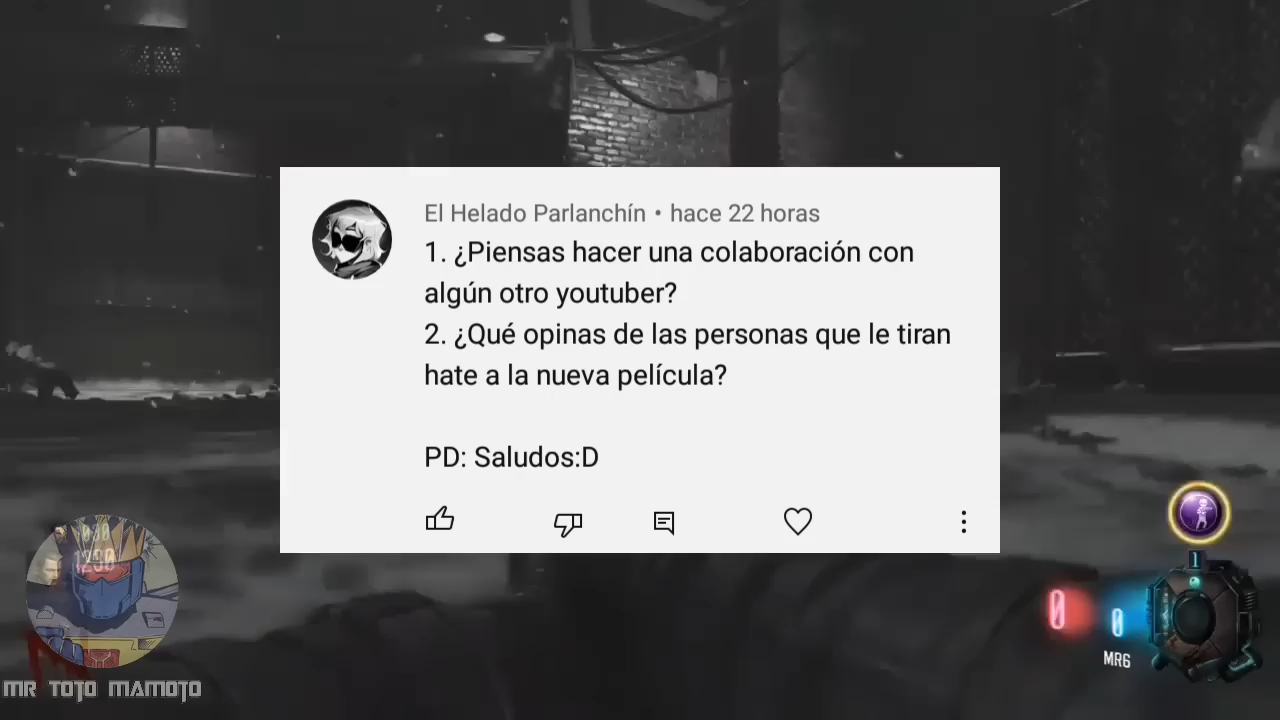 El Helado Parlanchín • hace 22 horas
1. ¿Piensas hacer una colaboración con
algún otro youtuber?
2. ¿Qué opinas de las personas que le tiran
hate a la nueva película?
PD: Saludos:D
1
0
0
MR6
MR TOTO MAMOTO